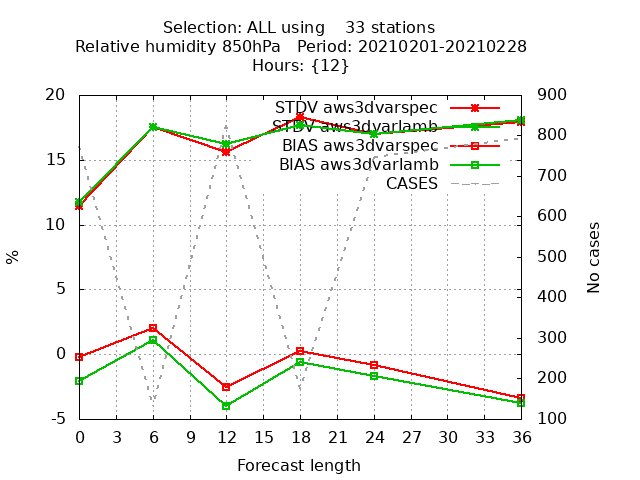 Selection: ALL using 33 stations
Relative humidity 850hPa Period: 20210201-20210228
Hours: {12}
STDV aws3dvarspec
STDV aws3dvarlamb
BIAS aws3dvarspec
BIAS aws3dvarlamb
CASES
%
20
15
10
5
0
-5
No cases
900
800
700
600
500
400
300
200
100
0 3 6 9 12 15 18 21 24 27 30 33 36
Forecast length